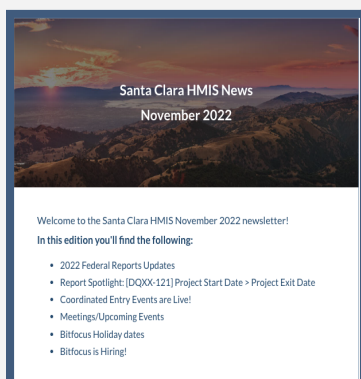 Santa Clara HMIS News
November 2022
Welcome to the Santa Clara HMIS November 2022 newsletter!
In this edition you'll find the following:
• 2022 Federal Reports Updates
• Report Spotlight: [DQXX-121] Project Start Date > Project Exit Date
• Coordinated Entry Events are Live!
• Meetings/Upcoming Events
• Bitfocus Holiday dates
• Bitfocus is Hiring!